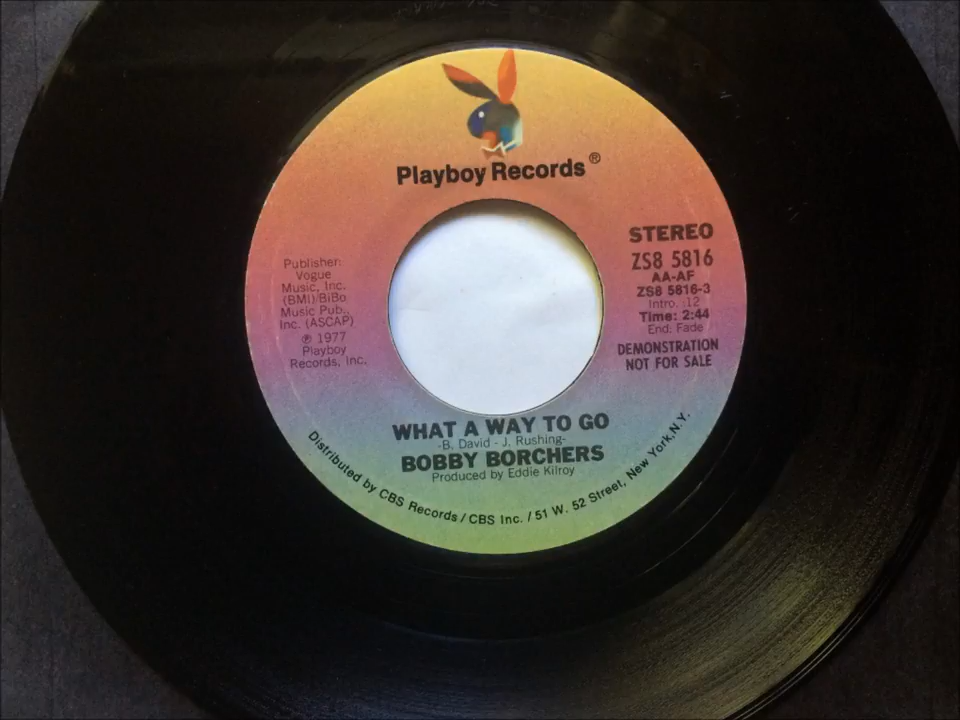 Playboy Records®
STEREO
ZS8 5816
AA-AF
ZS8 5816-3
Intro. :12
Time: 2:44
End: Fade
DEMONSTRATION
NOT FOR SALE
Publisher:
Vogue
Music, Inc.
(BMI)/BiBo
Music Pub.,
Inc. (ASCAP)
℗ 1977
Playboy
Records, Inc.
WHAT A WAY TO GO
-B. David - J. Rushing-
BOBBY BORCHERS
Produced by Eddie Kilroy
Distributed by CBS Records / CBS Inc. / 51 W. 52 Street, New York, N.Y.